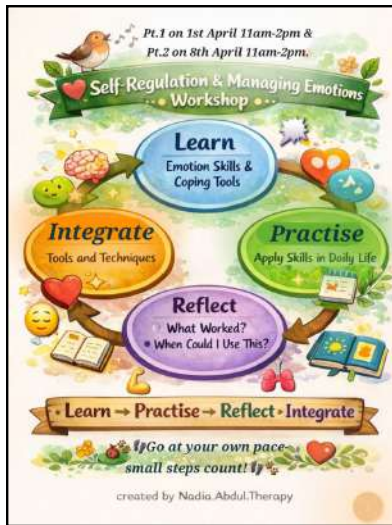 Pt.1 on 1st April 11am-2pm &
Pt.2 on 8th April 11am-2pm.
Self-Regulation & Managing Emotions
Workshop
Learn
Emotion Skills &
Coping Tools
Integrate
Tools and Techniques
Practise
Apply Skills in Daily Life
Reflect
What Worked?
When Could I Use This?
Learn → Practise → Reflect • Integrate
Go at your own pace-
small steps count!
created by Nadia.Abdul.Therapy